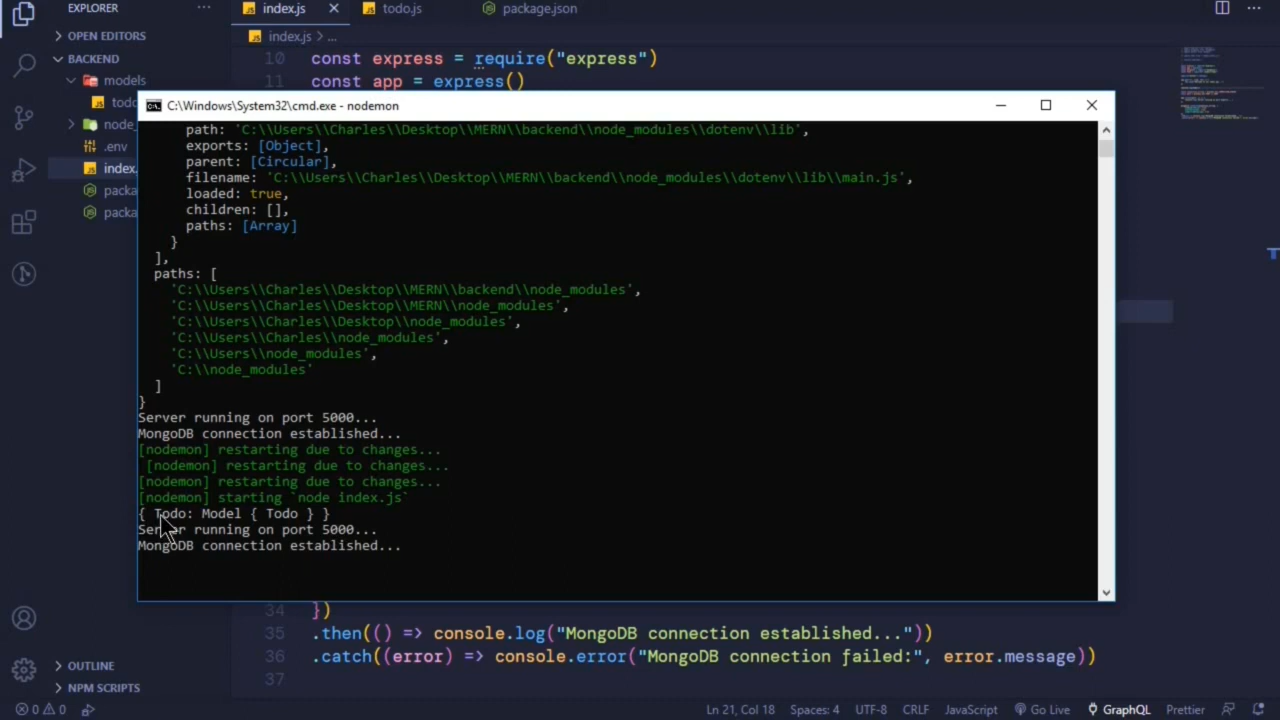 EXPLORER
index.js
todo.js
package.json
OPEN EDITORS
index.js > ...
BACKEND
10 const express = require("express")
models
11 const app = express()
todo
node_
.env
index.
packa
packa
C:\Windows\System32\cmd.exe - nodemon
path: 'C:\\Users\\Charles\\Desktop\\MERN\\backend\\node_modules\\dotenv\\lib',
exports: [Object],
parent: [Circular],
filename: 'C:\\Users\\Charles\\Desktop\\MERN\\backend\\node_modules\\dotenv\\lib\\main.js',
loaded: true,
children: [],
paths: [Array]
}
],
paths: [
'C:\\Users\\Charles\\Desktop\\MERN\\backend\\node_modules',
'C:\\Users\\Charles\\Desktop\\MERN\\node_modules',
'C:\\Users\\Charles\\Desktop\\node_modules',
'C:\\Users\\Charles\\node_modules',
'C:\\Users\\node_modules',
'C:\\node_modules'
]
}
Server running on port 5000...
MongoDB connection established...
[nodemon] restarting due to changes...
[nodemon] restarting due to changes...
[nodemon] restarting due to changes...
[nodemon] starting `node index.js`
{ Todo: Model { Todo } }
Server running on port 5000...
MongoDB connection established...
34 })
35 .then(() => console.log("MongoDB connection established..."))
36 .catch((error) => console.error("MongoDB connection failed:", error.message))
37
OUTLINE
NPM SCRIPTS
0 0
Ln 21, Col 18
Spaces: 4
UTF-8
CRLF
JavaScript
Go Live
GraphQL
Prettier